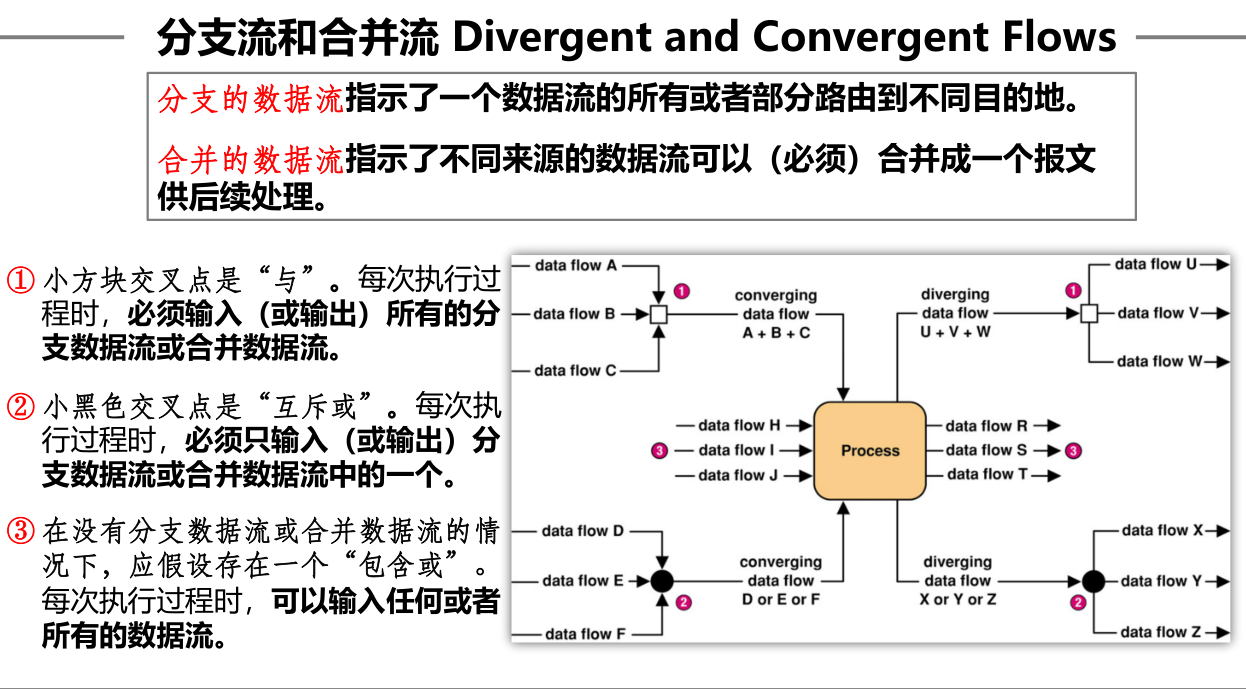 分支流和合并流 Divergent and Convergent Flows
分支的数据流指示了一个数据流的所有或者部分路由到不同目的地。
合并的数据流指示了不同来源的数据流可以（必须）合并成一个报文
供后续处理。
① 小方块交叉点是“与”。每次执行过
程时，必须输入（或输出）所有的分
支数据流或合并数据流。
② 小黑色交叉点是“互斥或”。每次执
行过程时，必须只输入（或输出）分
支数据流或合并数据流中的一个。
③ 在没有分支数据流或合并数据流的情
况下，应假设存在一个“包含或”。
每次执行过程时，可以输入任何或者
所有的数据流。
data flow A
data flow B
data flow C
1
converging
data flow
A + B + C
diverging
data flow
U + V + W
1
data flow U
data flow V
data flow W
3
data flow H
data flow I
data flow J
Process
data flow R
data flow S
data flow T
3
data flow D
data flow E
data flow F
2
converging
data flow
D or E or F
diverging
data flow
X or Y or Z
2
data flow X
data flow Y
data flow Z